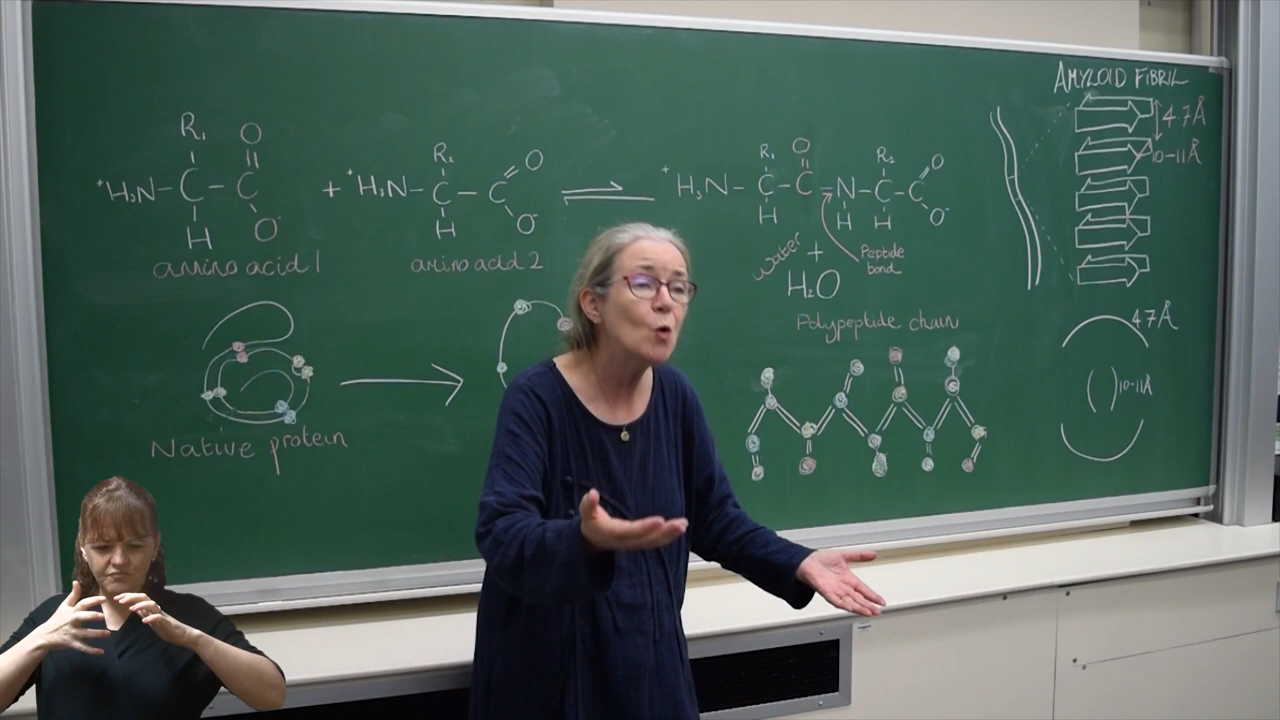 AMYLOID FIBRIL
4.7Å
10-11Å
R₁ O
⁺H₃N-C-C
H O⁻
amino acid 1
+
R₂ O
⁺H₃N-C-C
H O⁻
amino acid 2
R₁ O R₂ O
⁺H₃N-C-C-N-C-C
H H H O⁻
water + H₂O
Peptide
bond
Polypeptide chain
Native protein
4.7Å
10-11Å